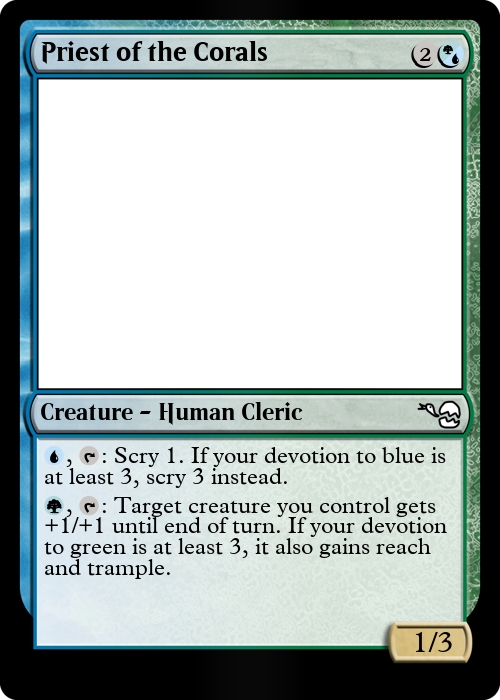 Priest of the Corals 2
Creature – Human Cleric
, : Scry 1. If your devotion to blue is
at least 3, scry 3 instead.
, : Target creature you control gets
+1/+1 until end of turn. If your devotion
to green is at least 3, it also gains reach
and trample.
1/3